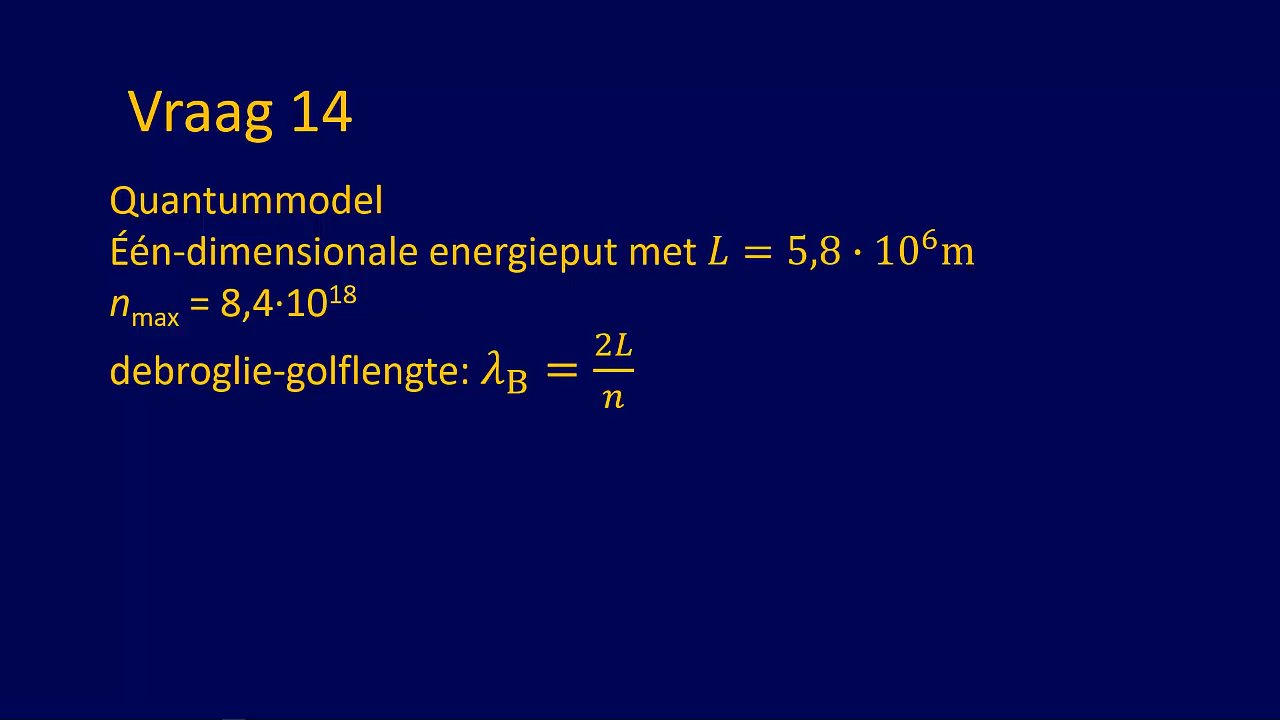 Vraag 14
Quantummodel
Één-dimensionale energieput met L = 5,8 · 10⁶m
nmax = 8,4·10¹⁸
debroglie-golflengte: λB = 2L/n